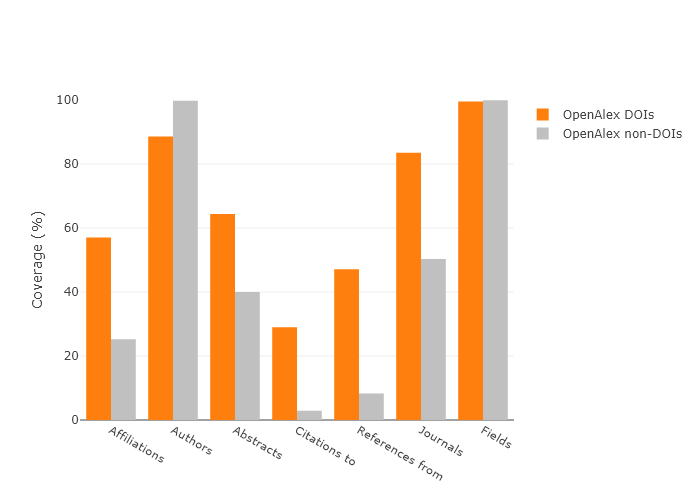 100
80
60
40
20
0
Coverage (%)
Affiliations
Authors
Abstracts
Citations to
References from
Journals
Fields
OpenAlex DOIs
OpenAlex non-DOIs